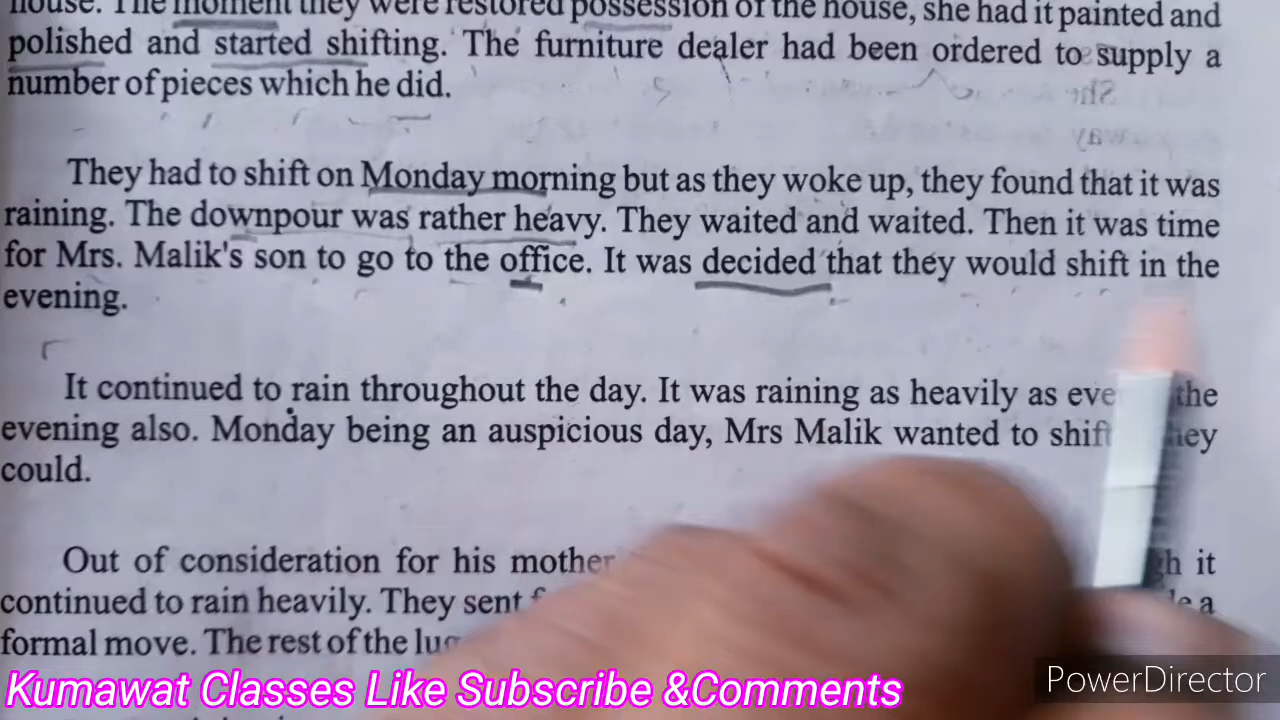 house. The moment they were restored possession of the house, she had it painted and
polished and started shifting. The furniture dealer had been ordered to supply a
number of pieces which he did.
They had to shift on Monday morning but as they woke up, they found that it was
raining. The downpour was rather heavy. They waited and waited. Then it was time
for Mrs. Malik's son to go to the office. It was decided that they would shift in the
evening.
It continued to rain throughout the day. It was raining as heavily as the
evening also. Monday being an auspicious day, Mrs Malik wanted to shift
could.
Out of consideration for his mother it
continued to rain heavily. They sent a
formal move. The rest of the
Kumawat Classes Like Subscribe &Comments
PowerDirector